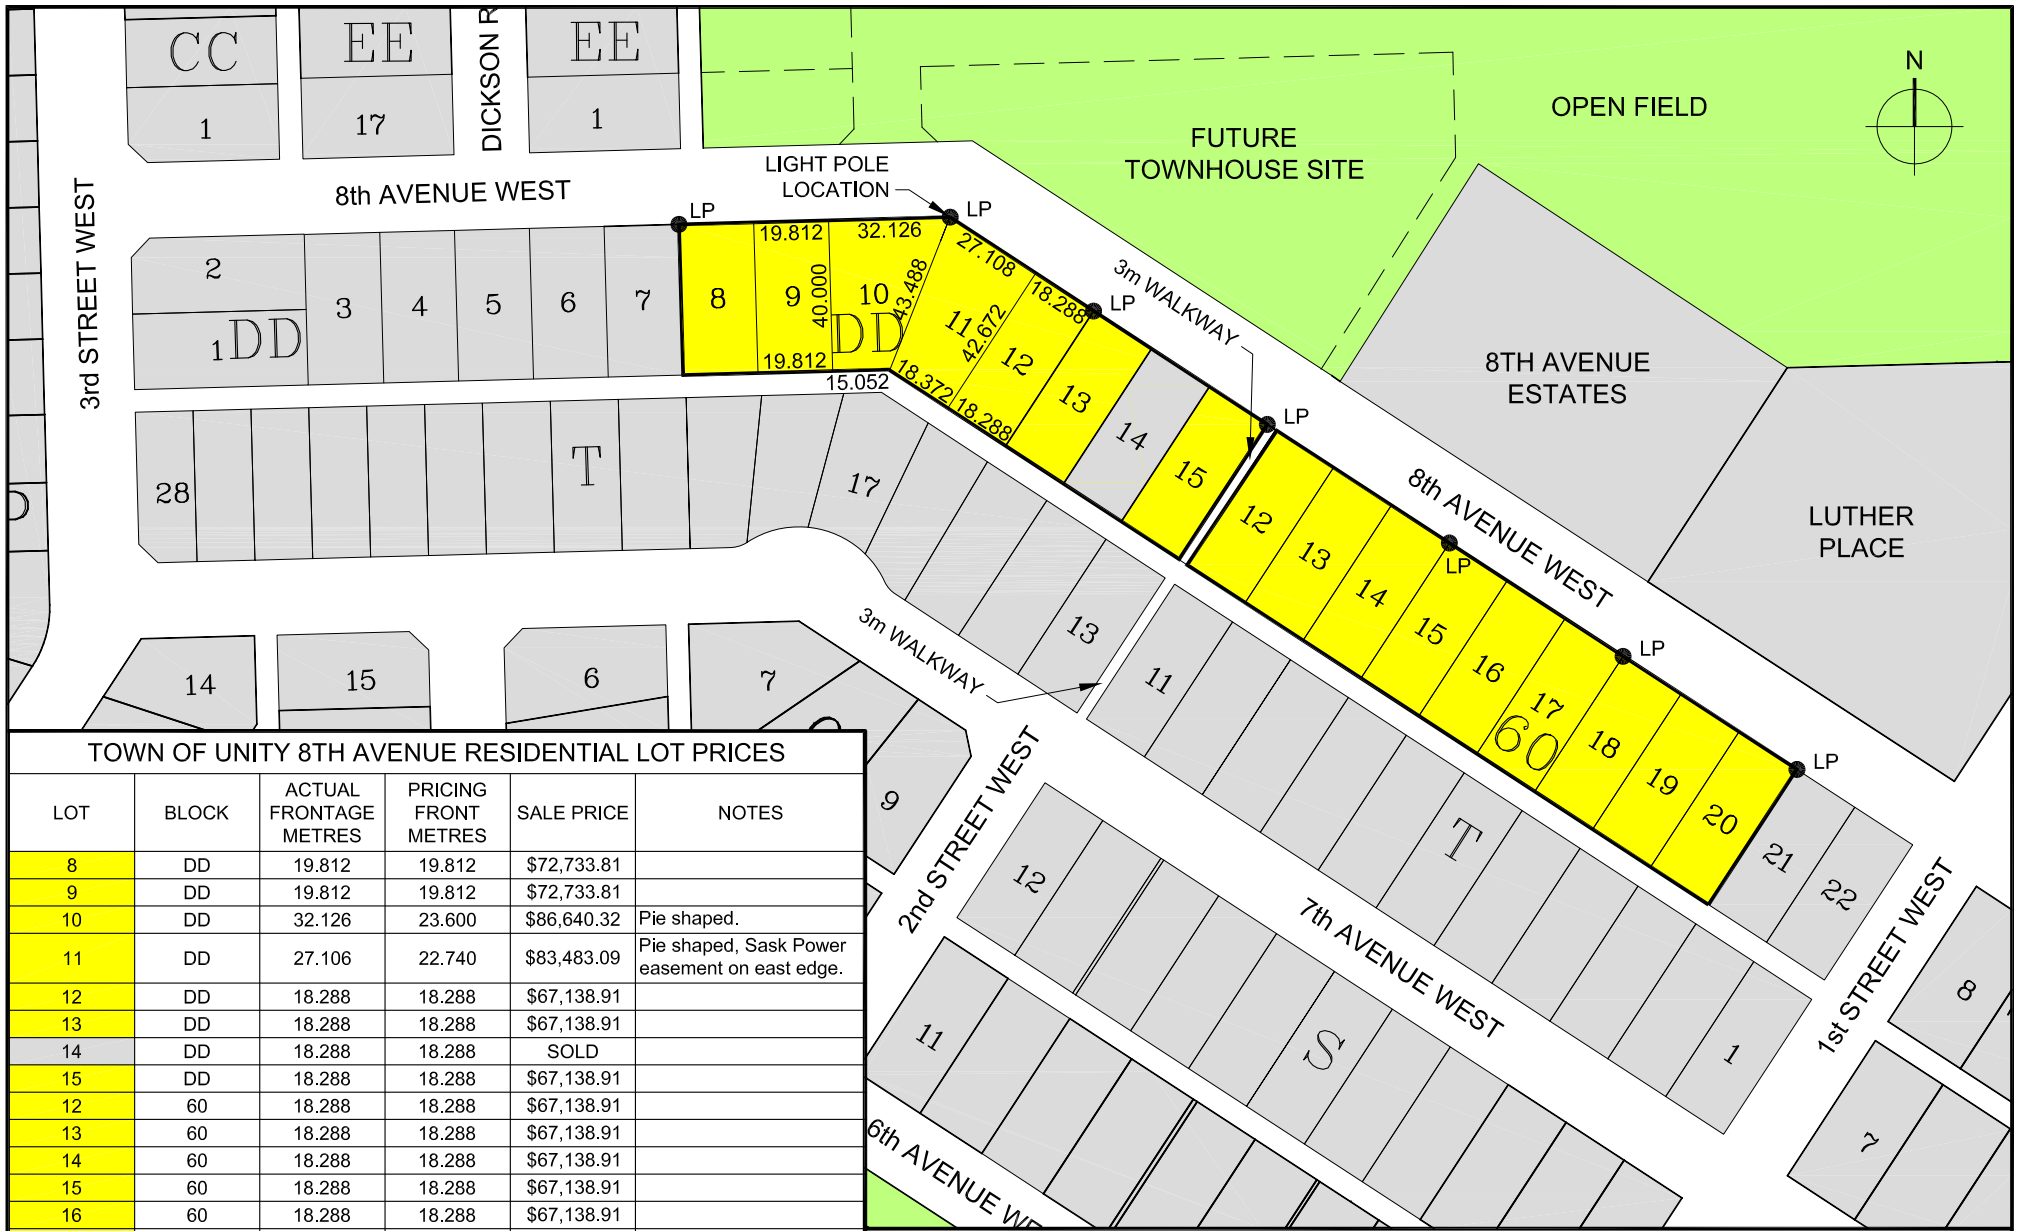 CC
EE
EE
1
17
1
DICKSON
3rd STREET WEST
8th AVENUE WEST
LIGHT POLE
LOCATION
LP
LP
LP
LP
LP
LP
LP
FUTURE
TOWNHOUSE SITE
OPEN FIELD
N
2
1
DD
3
4
5
6
7
8
9
10
DD
11
12
13
14
15
19.812
32.126
40.000
43.488
19.812
15.052
27.108
18.288
42.672
18.372
18.288
3m WALKWAY
8TH AVENUE
ESTATES
LUTHER
PLACE
8th AVENUE WEST
28
T
17
13
12
13
14
15
16
17
18
19
20
60
21
22
3m WALKWAY
11
T
1
14
15
6
7
9
2nd STREET WEST
12
11
S
7th AVENUE WEST
1st STREET WEST
8
7
6th AVENUE
TOWN OF UNITY 8TH AVENUE RESIDENTIAL LOT PRICES
LOT BLOCK ACTUAL FRONTAGE METRES PRICING FRONT METRES SALE PRICE NOTES
8 DD 19.812 19.812 $72,733.81
9 DD 19.812 19.812 $72,733.81
10 DD 32.126 23.600 $86,640.32 Pie shaped.
11 DD 27.106 22.740 $83,483.09 Pie shaped, Sask Power easement on east edge.
12 DD 18.288 18.288 $67,138.91
13 DD 18.288 18.288 $67,138.91
14 DD 18.288 18.288 SOLD
15 DD 18.288 18.288 $67,138.91
12 60 18.288 18.288 $67,138.91
13 60 18.288 18.288 $67,138.91
14 60 18.288 18.288 $67,138.91
15 60 18.288 18.288 $67,138.91
16 60 18.288 18.288 $67,138.91